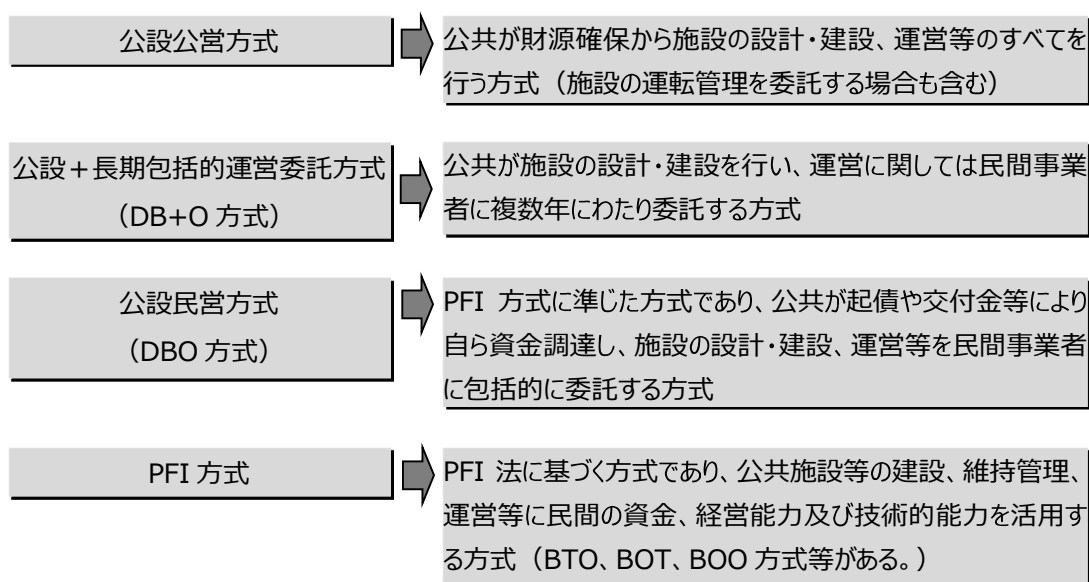 公設公営方式
公共が財源確保から施設の設計・建設、運営等のすべてを
行う方式（施設の運転管理を委託する場合も含む）
公設＋長期包括的運営委託方式
（DB+O 方式）
公共が施設の設計・建設を行い、運営に関しては民間事業
者に複数年にわたり委託する方式
公設民営方式
（DBO 方式）
PFI 方式に準じた方式であり、公共が起債や交付金等により
自ら資金調達し、施設の設計・建設、運営等を民間事業者
に包括的に委託する方式
PFI 方式
PFI 法に基づく方式であり、公共施設等の建設、維持管理、
運営等に民間の資金、経営能力及び技術的能力を活用す
る方式（BTO、BOT、BOO 方式等がある。）